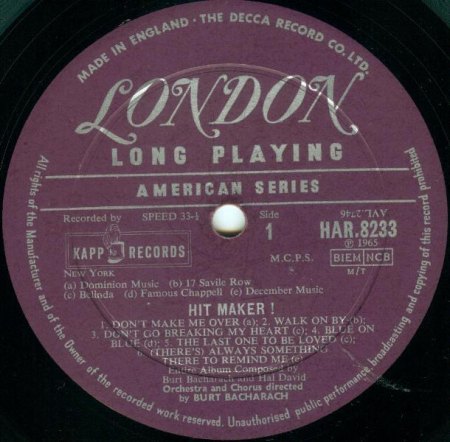 MADE IN ENGLAND · THE DECCA RECORD CO. LTD.
LONDON
LONG PLAYING
AMERICAN SERIES
Recorded by
SPEED 33⅓
Side
1
HAR.8233
AVL.2746
℗ 1965
KAPP RECORDS
M.C.P.S.
BIEM NCB
M/T
NEW YORK
(a) Dominion Music (b) 17 Savile Row
(c) Belinda (d) Famous Chappell (e) December Music
HIT MAKER !
1. DON'T MAKE ME OVER (a); 2. WALK ON BY (b);
3. DON'T GO BREAKING MY HEART (c); 4. BLUE ON
BLUE (d); 5. THE LAST ONE TO BE LOVED (c);
6. (THERE'S) ALWAYS SOMETHING
THERE TO REMIND ME (e)
Entire Album Composed by
Burt Bacharach and Hal David
Orchestra and Chorus directed
by BURT BACHARACH
All rights of the Manufacturer and of the Owner of the recorded work reserved. Unauthorised public performance, broadcasting and copying of this record prohibited.